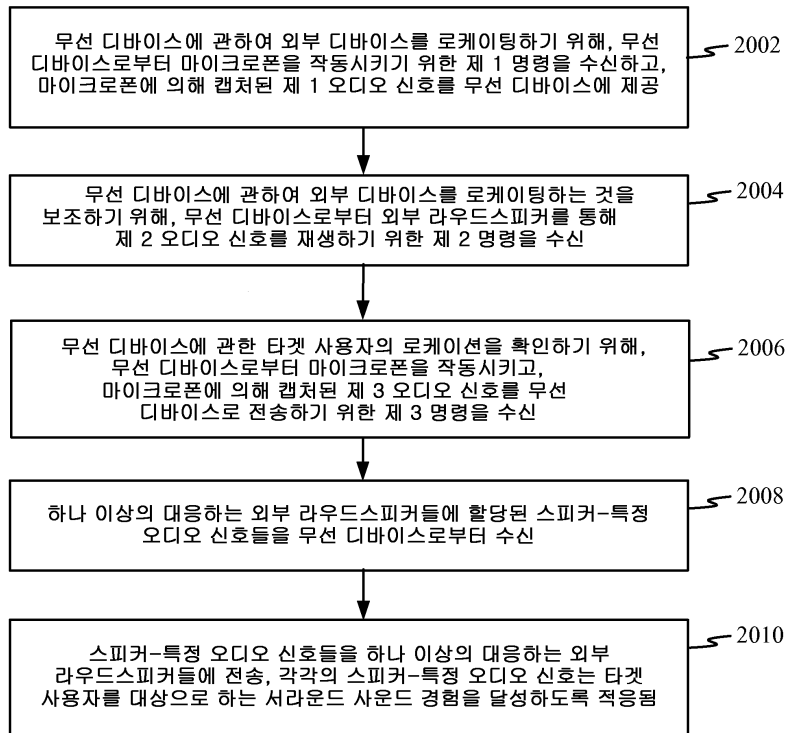 무선 디바이스에 관하여 외부 디바이스를 로케이팅하기 위해, 무선
디바이스로부터 마이크로폰을 작동시키기 위한 제 1 명령을 수신하고,
마이크로폰에 의해 캡처된 제 1 오디오 신호를 무선 디바이스에 제공
2002
무선 디바이스에 관하여 외부 디바이스를 로케이팅하는 것을
보조하기 위해, 무선 디바이스로부터 외부 라우드스피커를 통해
제 2 오디오 신호를 재생하기 위한 제 2 명령을 수신
2004
무선 디바이스에 관한 타겟 사용자의 로케이션을 확인하기 위해,
무선 디바이스로부터 마이크로폰을 작동시키고,
마이크로폰에 의해 캡처된 제 3 오디오 신호를 무선
디바이스로 전송하기 위한 제 3 명령을 수신
2006
하나 이상의 대응하는 외부 라우드스피커들에 할당된 스피커-특정
오디오 신호들을 무선 디바이스로부터 수신
2008
스피커-특정 오디오 신호들을 하나 이상의 대응하는 외부
라우드스피커들에 전송, 각각의 스피커-특정 오디오 신호는 타겟
사용자를 대상으로 하는 서라운드 사운드 경험을 달성하도록 적응됨
2010